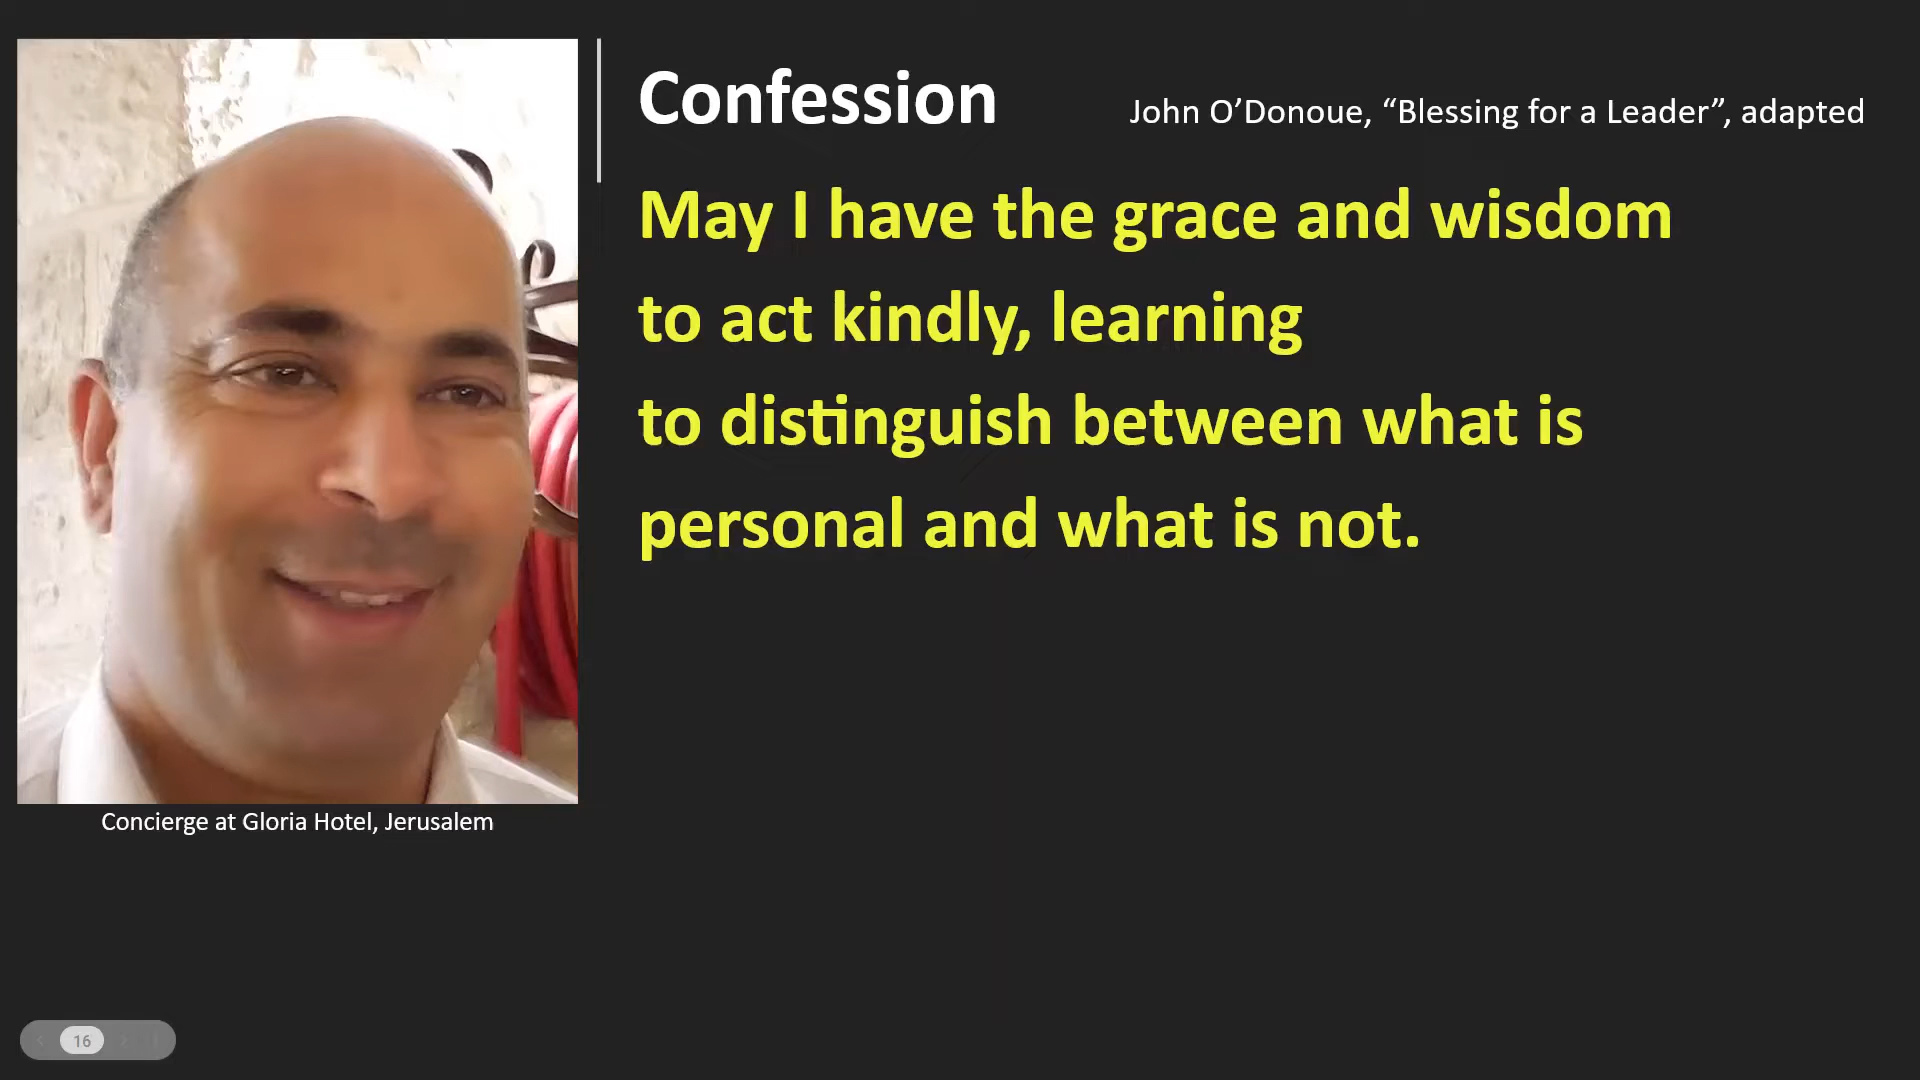 Confession
John O’Donoue, “Blessing for a Leader”, adapted
May I have the grace and wisdom
to act kindly, learning
to distinguish between what is
personal and what is not.
Concierge at Gloria Hotel, Jerusalem
16